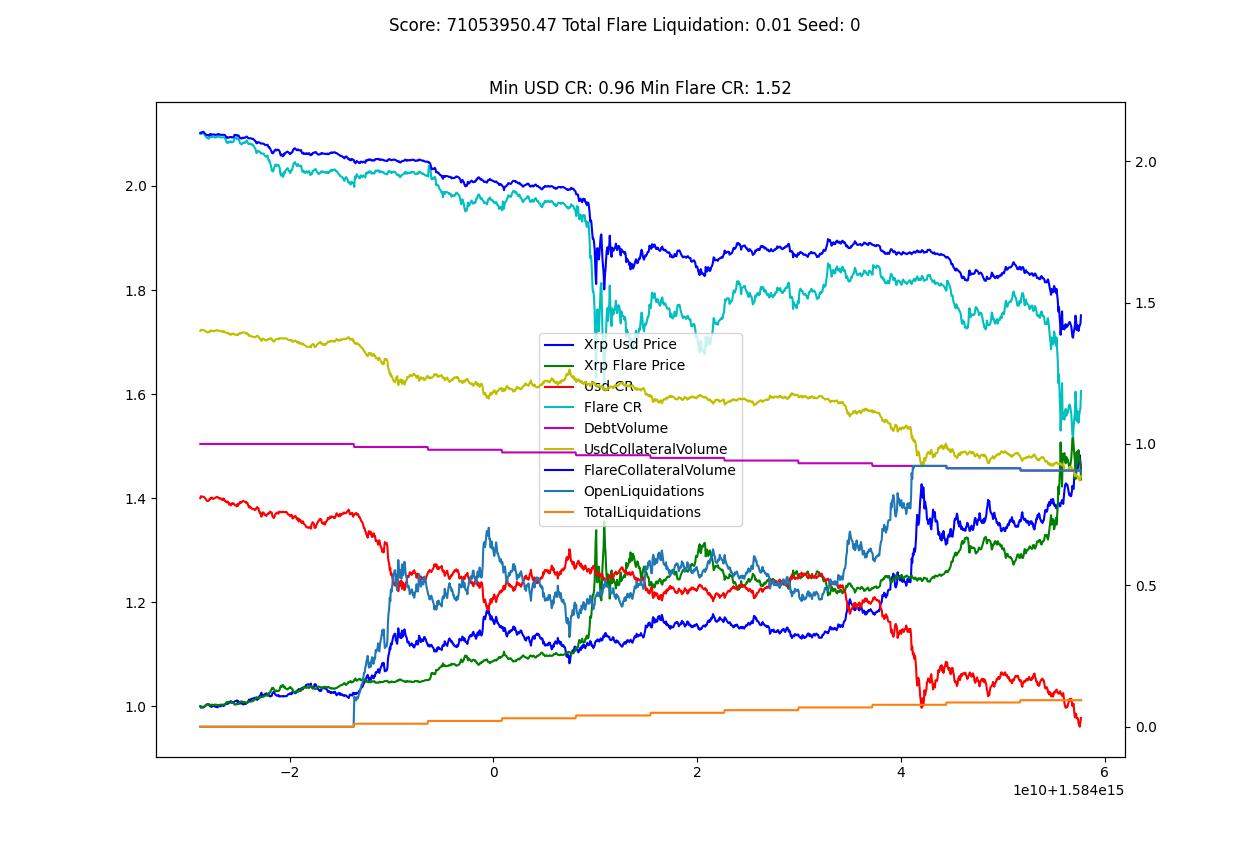 Score: 71053950.47 Total Flare Liquidation: 0.01 Seed: 0
Min USD CR: 0.96 Min Flare CR: 1.52
2.0
1.8
1.6
1.4
1.2
1.0
2.0
1.5
1.0
0.5
0.0
Xrp Usd Price
Xrp Flare Price
Usd CR
Flare CR
DebtVolume
UsdCollateralVolume
FlareCollateralVolume
OpenLiquidations
TotalLiquidations
−2 0 2 4 6
1e10+1.584e15